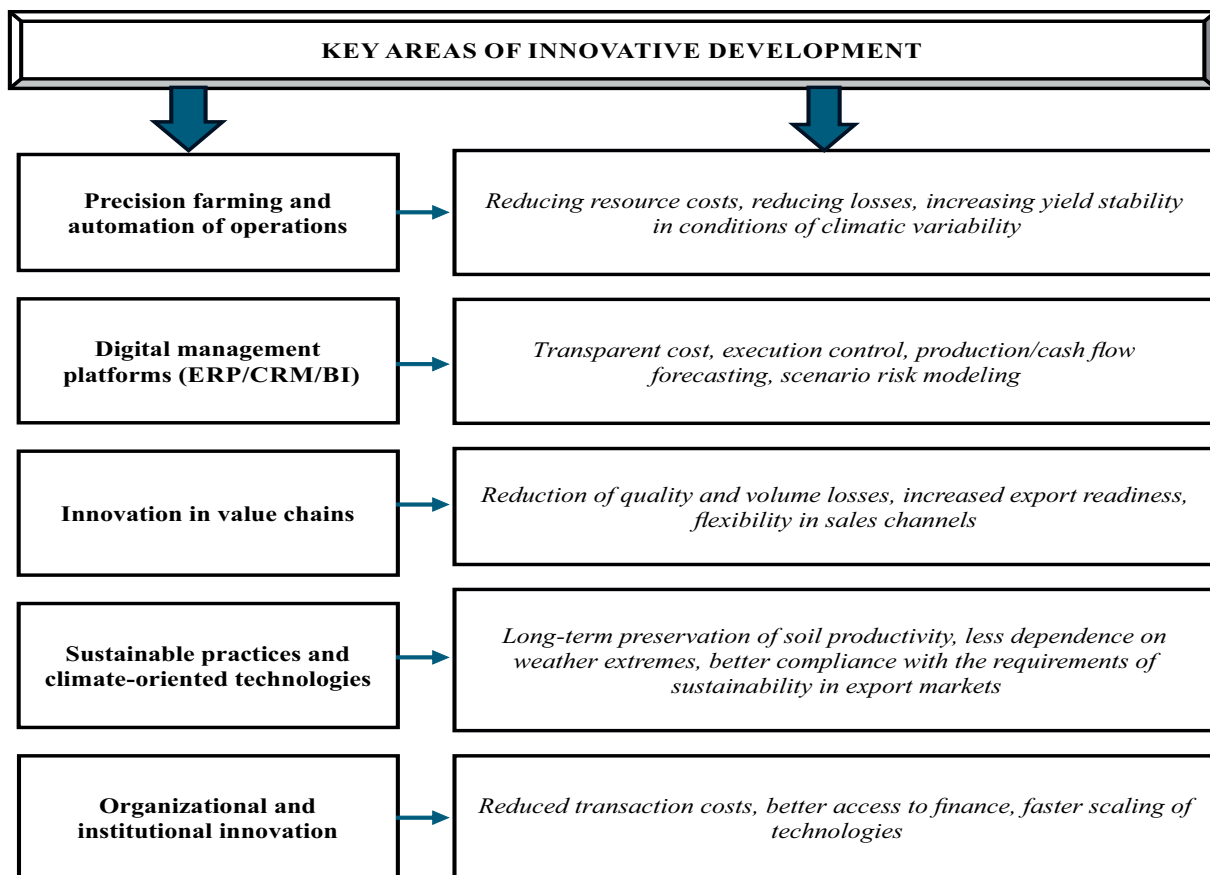 KEY AREAS OF INNOVATIVE DEVELOPMENT
Precision farming and
automation of operations
Reducing resource costs, reducing losses, increasing yield stability
in conditions of climatic variability
Digital management
platforms (ERP/CRM/BI)
Transparent cost, execution control, production/cash flow
forecasting, scenario risk modeling
Innovation in value chains
Reduction of quality and volume losses, increased export readiness,
flexibility in sales channels
Sustainable practices and
climate-oriented technologies
Long-term preservation of soil productivity, less dependence on
weather extremes, better compliance with the requirements of
sustainability in export markets
Organizational and
institutional innovation
Reduced transaction costs, better access to finance, faster scaling of
technologies